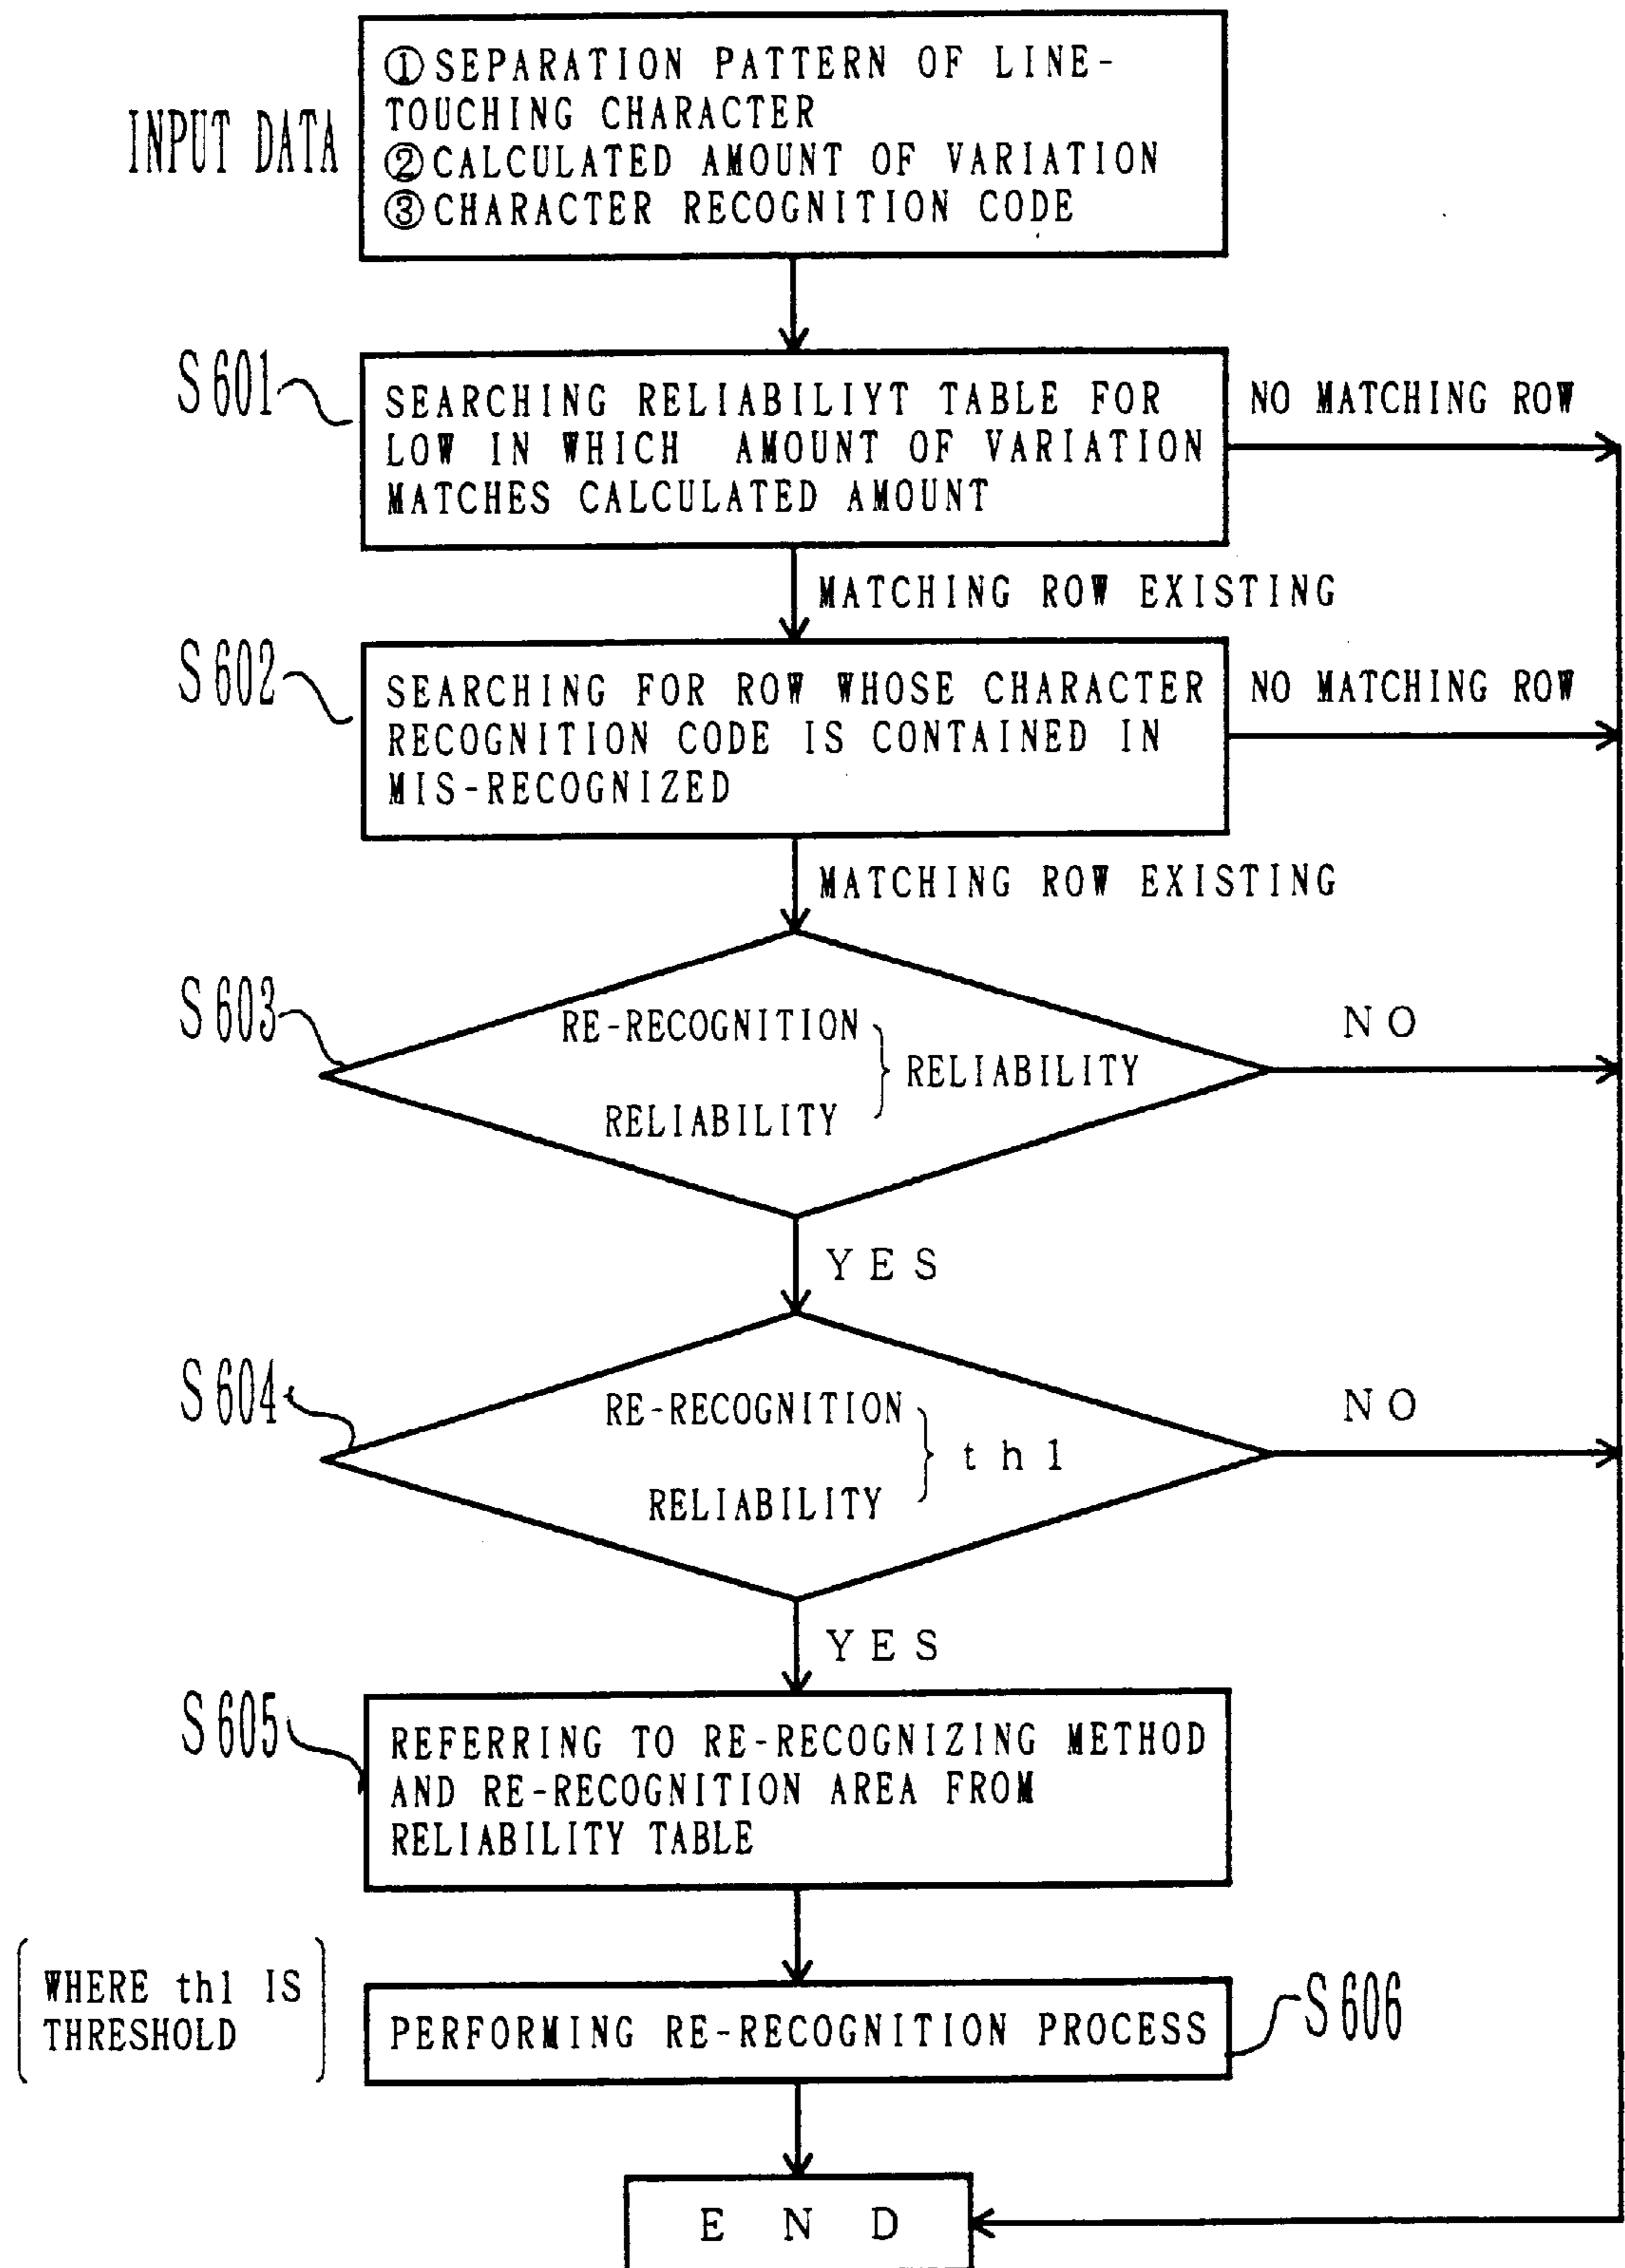 INPUT DATA
①SEPARATION PATTERN OF LINE-
TOUCHING CHARACTER
②CALCULATED AMOUNT OF VARIATION
③CHARACTER RECOGNITION CODE
S601
SEARCHING RELIABILIYT TABLE FOR
LOW IN WHICH AMOUNT OF VARIATION
MATCHES CALCULATED AMOUNT
NO MATCHING ROW
MATCHING ROW EXISTING
S602
SEARCHING FOR ROW WHOSE CHARACTER
RECOGNITION CODE IS CONTAINED IN
MIS-RECOGNIZED
NO MATCHING ROW
MATCHING ROW EXISTING
S603
RE-RECOGNITION
RELIABILITY
} RELIABILITY
NO
YES
S604
RE-RECOGNITION
RELIABILITY
} th1
NO
YES
S605
REFERRING TO RE-RECOGNIZING METHOD
AND RE-RECOGNITION AREA FROM
RELIABILITY TABLE
WHERE th1 IS
THRESHOLD
PERFORMING RE-RECOGNITION PROCESS
S606
END